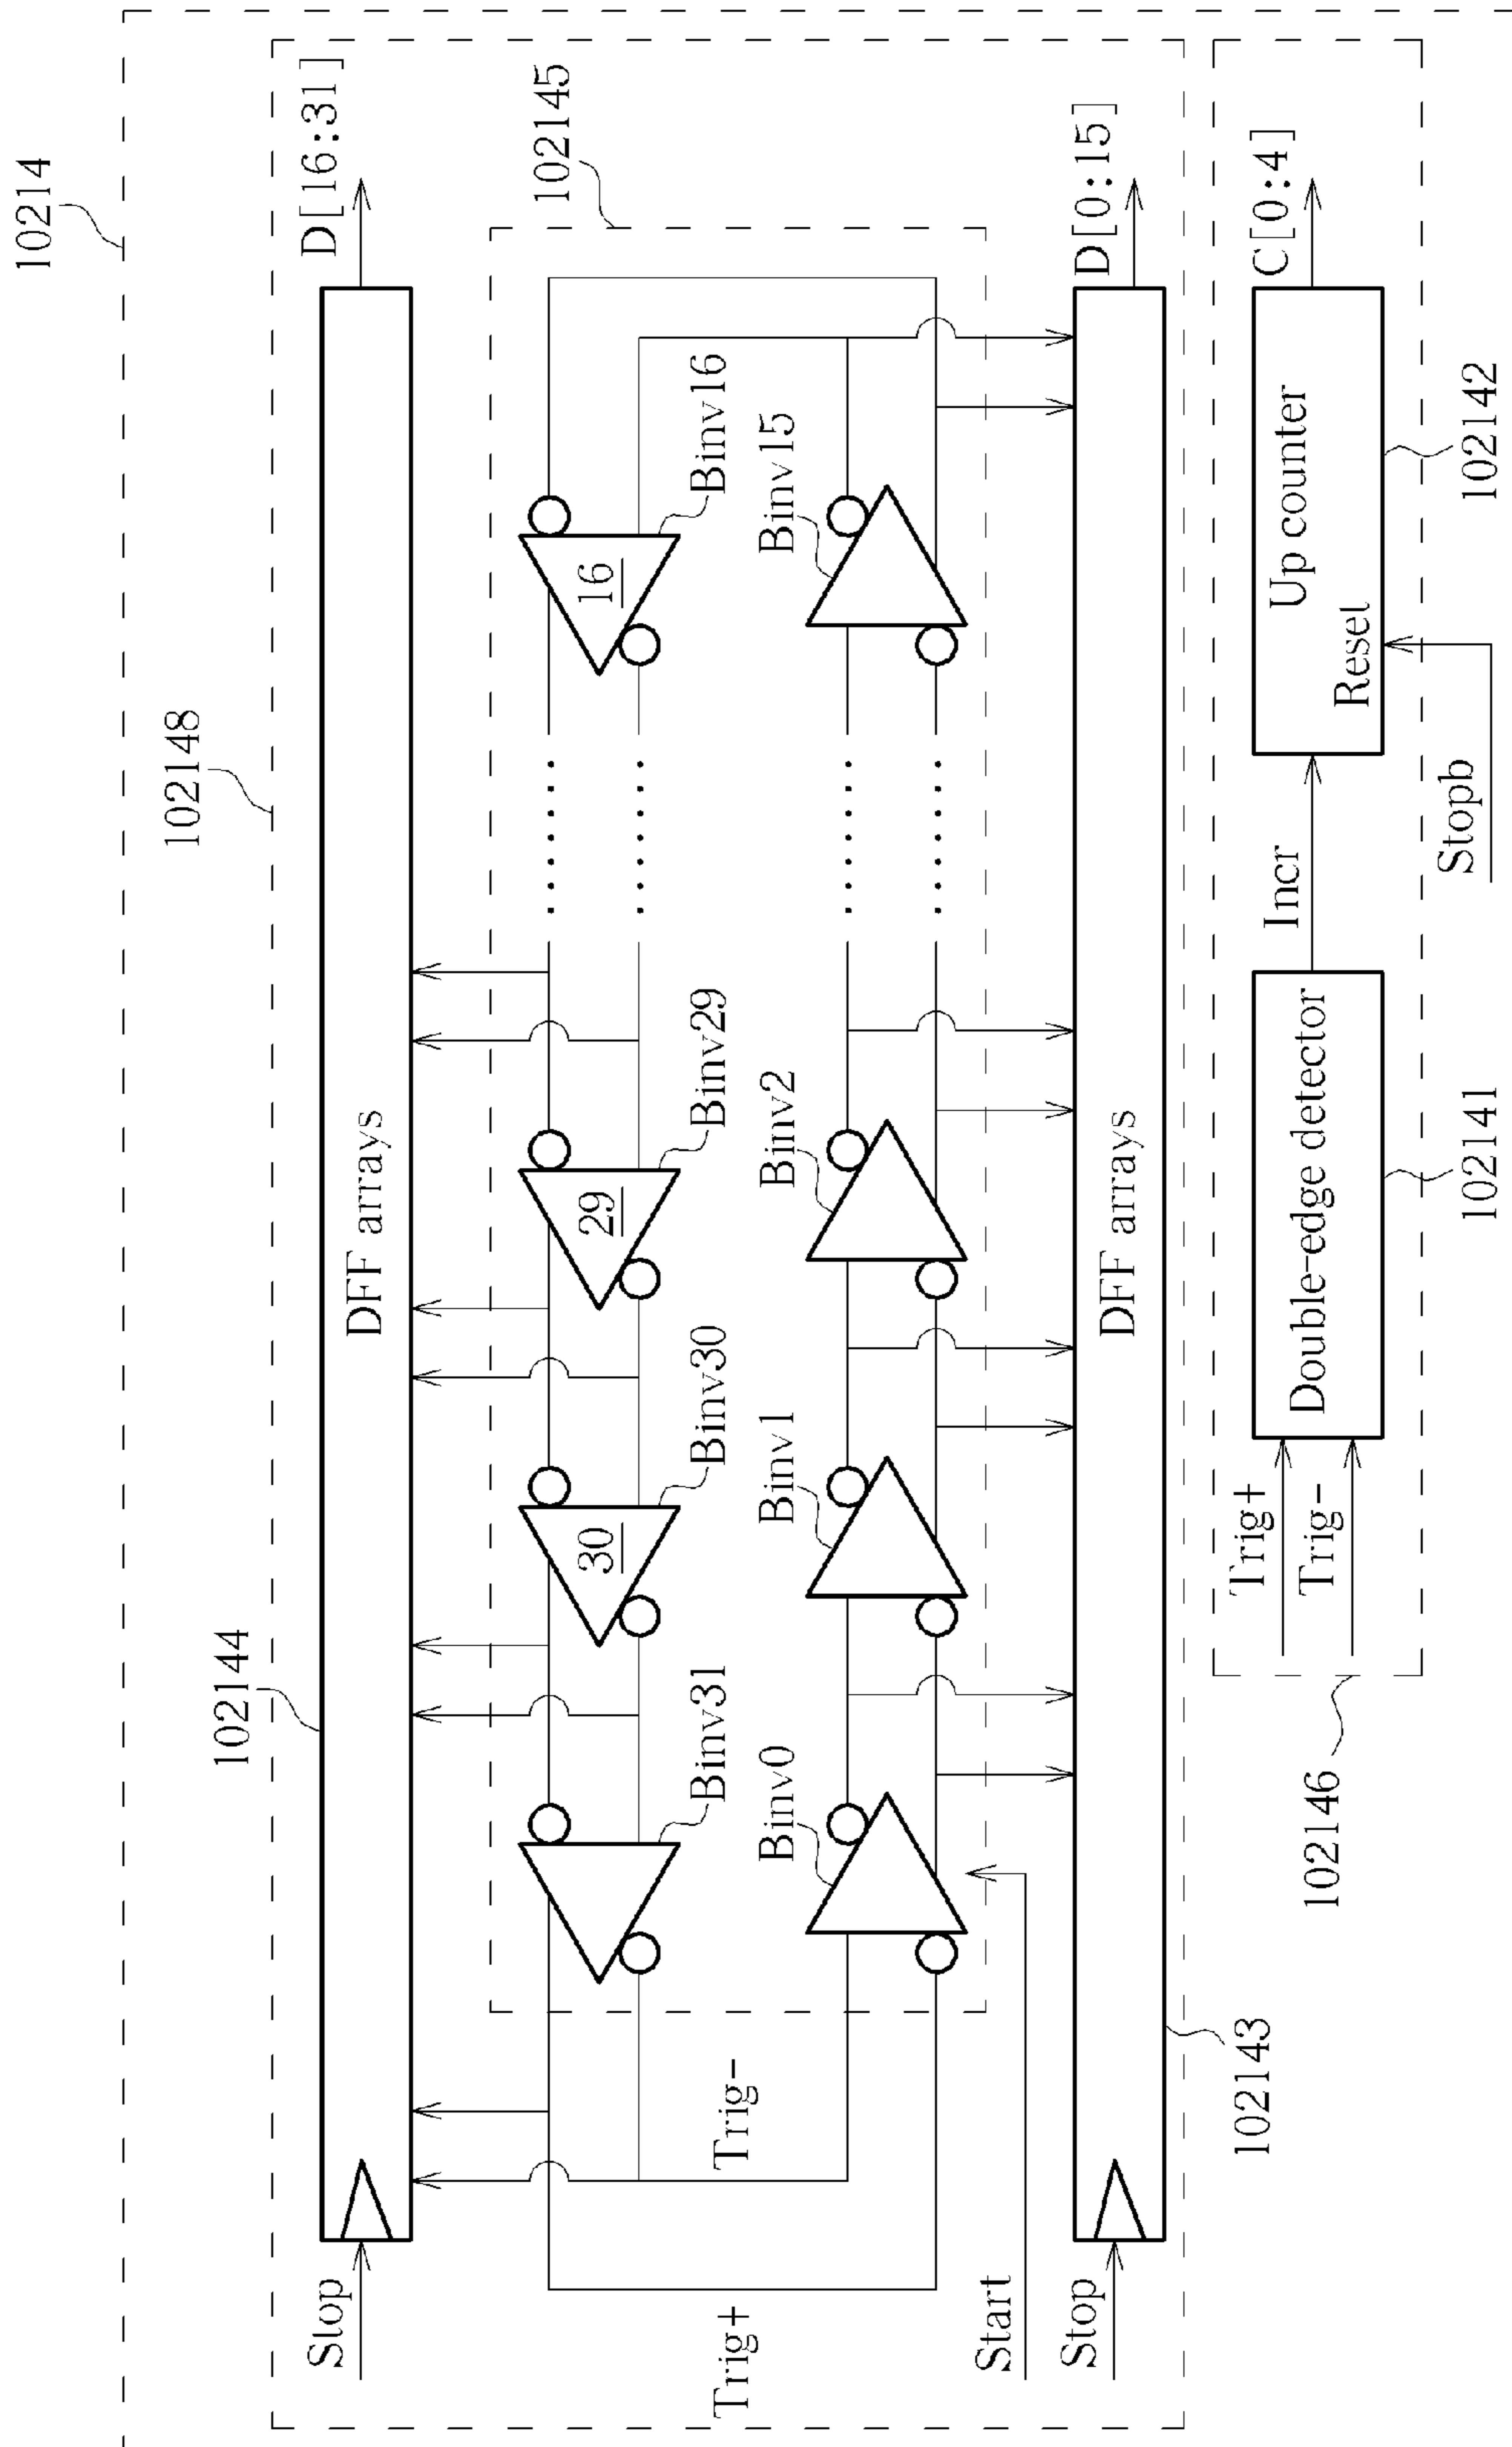 10214
102148
102144
Stop
DFF arrays
D[16:31]
102145
Binv31
30
Binv30
29
Binv29
16
Binv16
Trig+
Trig-
Binv0
Binv1
Binv2
Binv15
Start
Stop
DFF arrays
D[0:15]
102143
102146
Trig+
Trig-
Double-edge detector
102141
Incr
Up counter
Reset
C[0:4]
102142
Stopb